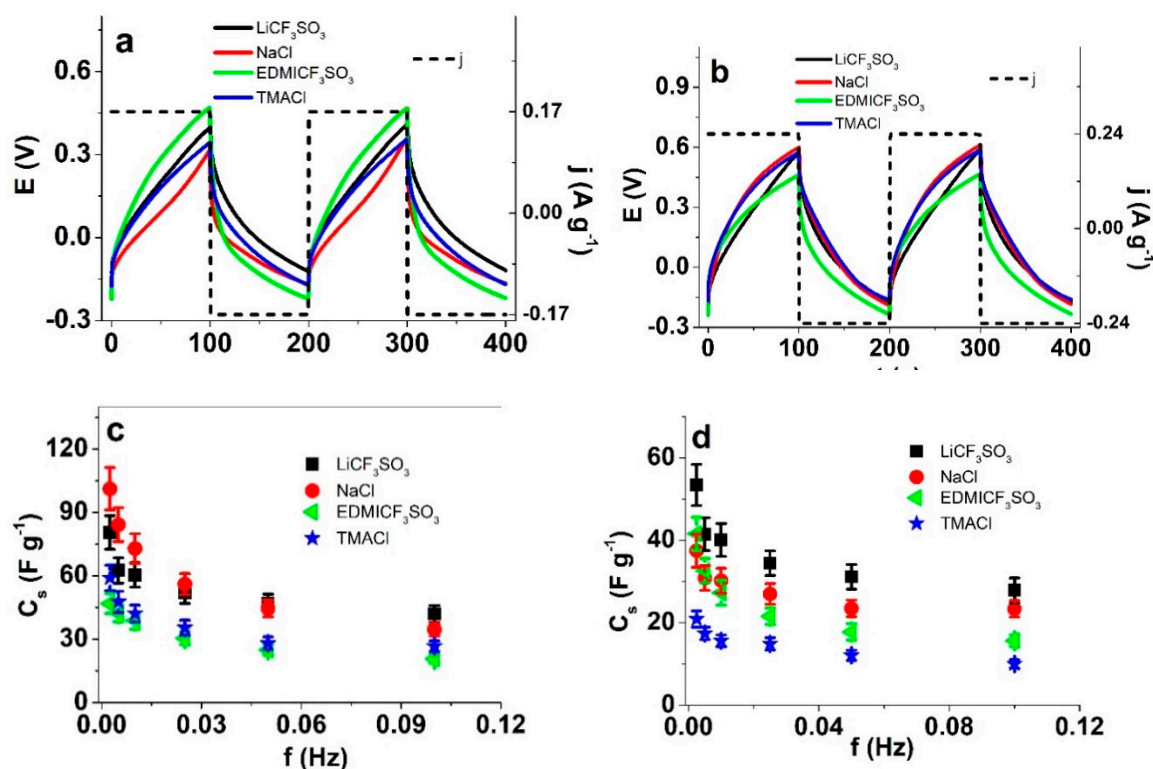 a
LiCF₃SO₃
NaCl
EDMICF₃SO₃
TMACl
j
0.6
0.3
0.0
-0.3
E (V)
0.17
0.00
-0.17
j (A g⁻¹)
0 100 200 300 400
b
LiCF₃SO₃
NaCl
EDMICF₃SO₃
TMACl
j
0.9
0.6
0.3
0.0
-0.3
E (V)
0.24
0.00
-0.24
j (A g⁻¹)
0 100 200 300 400
c
LiCF₃SO₃
NaCl
EDMICF₃SO₃
TMACl
120
90
60
30
0
Cₛ (F g⁻¹)
0.00 0.03 0.06 0.09 0.12
f (Hz)
d
LiCF₃SO₃
NaCl
EDMICF₃SO₃
TMACl
60
40
20
0
Cₛ (F g⁻¹)
0.00 0.04 0.08 0.12
f (Hz)